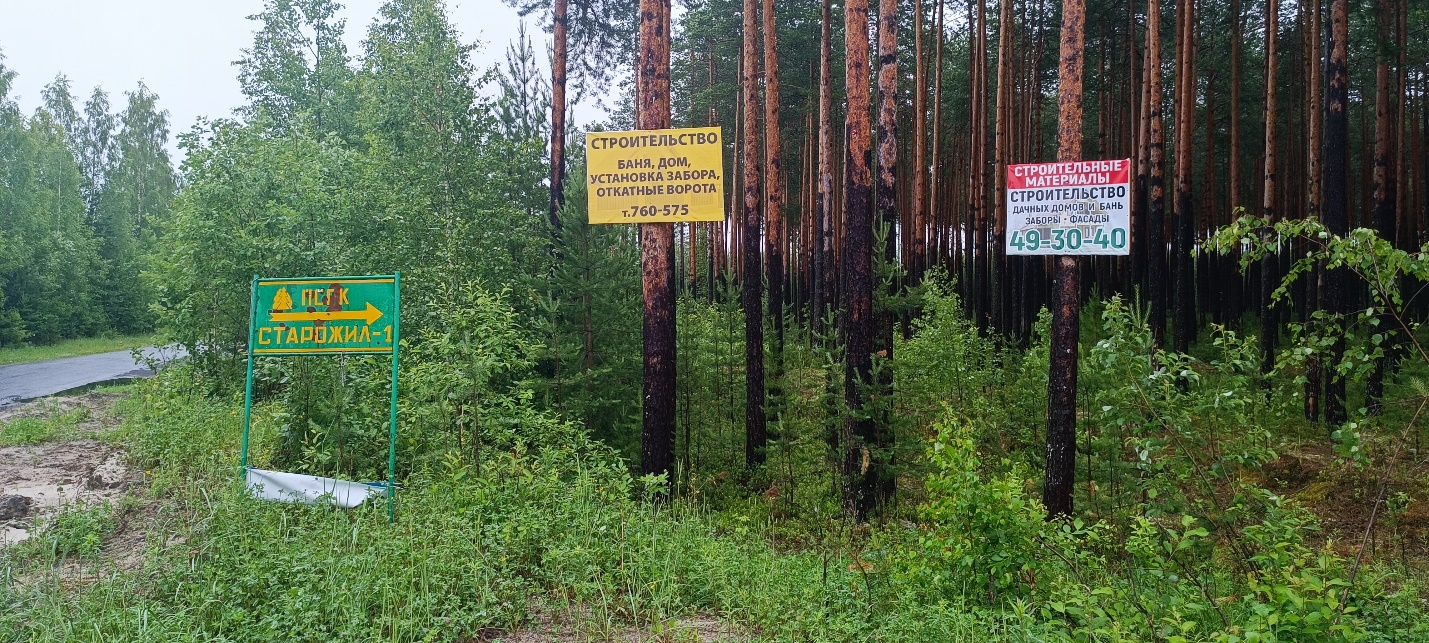 СТАРОЖИЛ-1
СТРОИТЕЛЬСТВО
БАНЯ, ДОМ,
УСТАНОВКА ЗАБОРА,
ОТКАТНЫЕ ВОРОТА
т.760-575
СТРОИТЕЛЬНЫЕ
МАТЕРИАЛЫ
СТРОИТЕЛЬСТВО
ДАЧНЫХ ДОМОВ И БАНЬ
ЗАБОРЫ · ФАСАДЫ
49-30-40